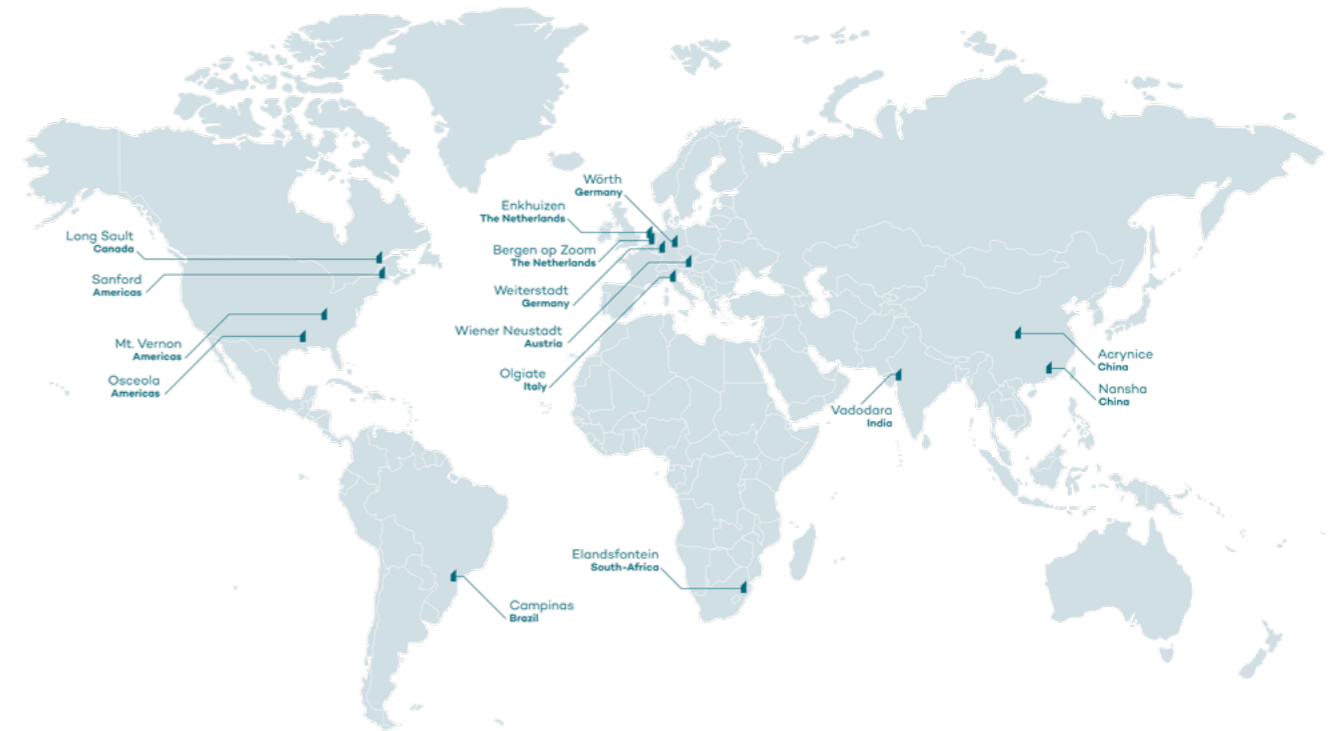 Wörth
Germany
Enkhuizen
The Netherlands
Long Sault
Canada
Bergen op Zoom
The Netherlands
Sanford
Americas
Weiterstadt
Germany
Wiener Neustadt
Austria
Mt. Vernon
Americas
Acrynice
China
Olgiate
Italy
Osceola
Americas
Nansha
China
Vadodara
India
Elandsfontein
South-Africa
Campinas
Brazil